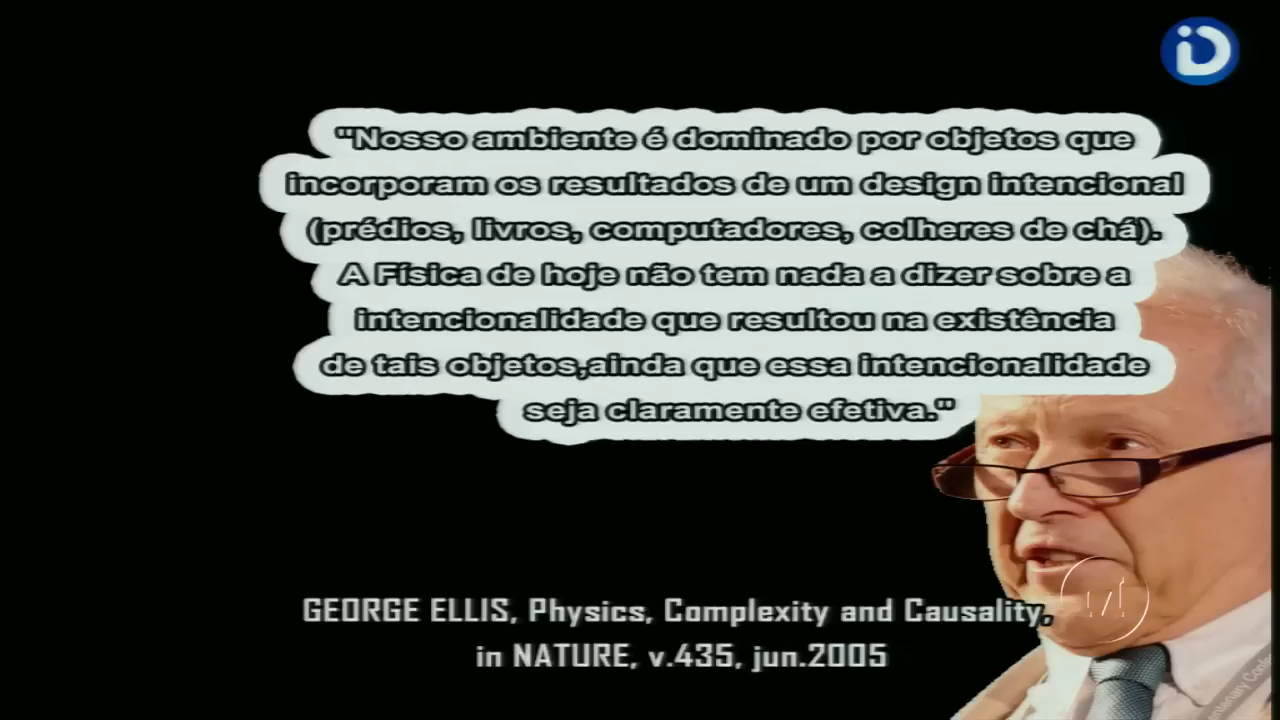 "Nosso ambiente é dominado por objetos que
incorporam os resultados de um design intencional
(prédios, livros, computadores, colheres de chá).
A Física de hoje não tem nada a dizer sobre a
intencionalidade que resultou na existência
de tais objetos,ainda que essa intencionalidade
seja claramente efetiva."
GEORGE ELLIS, Physics, Complexity and Causality,
in NATURE, v.435, jun.2005